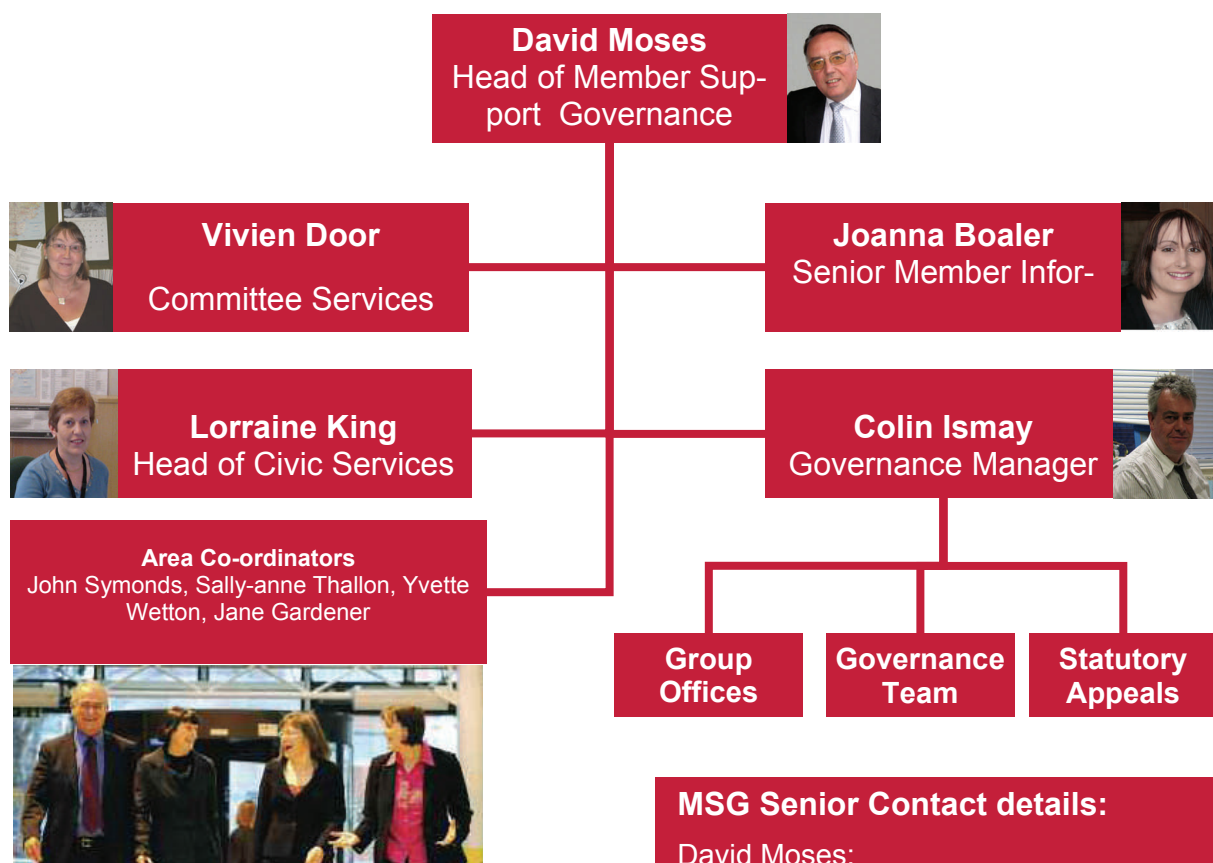 David Moses
Head of Member Sup-
port Governance
Vivien Door
Committee Services
Joanna Boaler
Senior Member Infor-
Lorraine King
Head of Civic Services
Colin Ismay
Governance Manager
Area Co-ordinators
John Symonds, Sally-anne Thallon, Yvette
Wetton, Jane Gardener
Group
Offices
Governance
Team
Statutory
Appeals
MSG Senior Contact details:
David Moses: